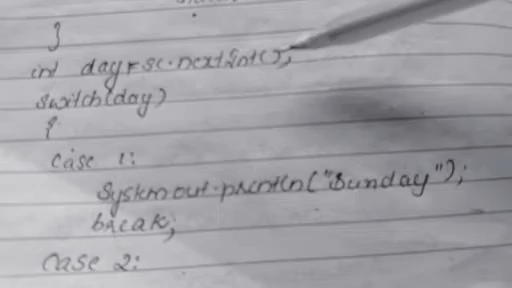 }
int day = sc.nextInt();
switch(day)
{
case 1:
System.out.println("Sunday");
break;
case 2: